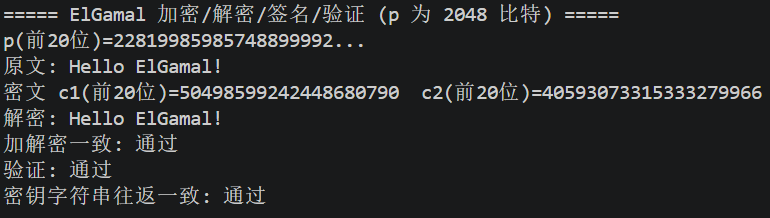 ===== ElGamal 加密/解密/签名/验证 (p 为 2048 比特) =====
p(前20位)=22819985985748899992...
原文: Hello ElGamal!
密文 c1(前20位)=50498599242448680790  c2(前20位)=40593073315333279966
解密: Hello ElGamal!
加解密一致: 通过
验证: 通过
密钥字符串往返一致: 通过